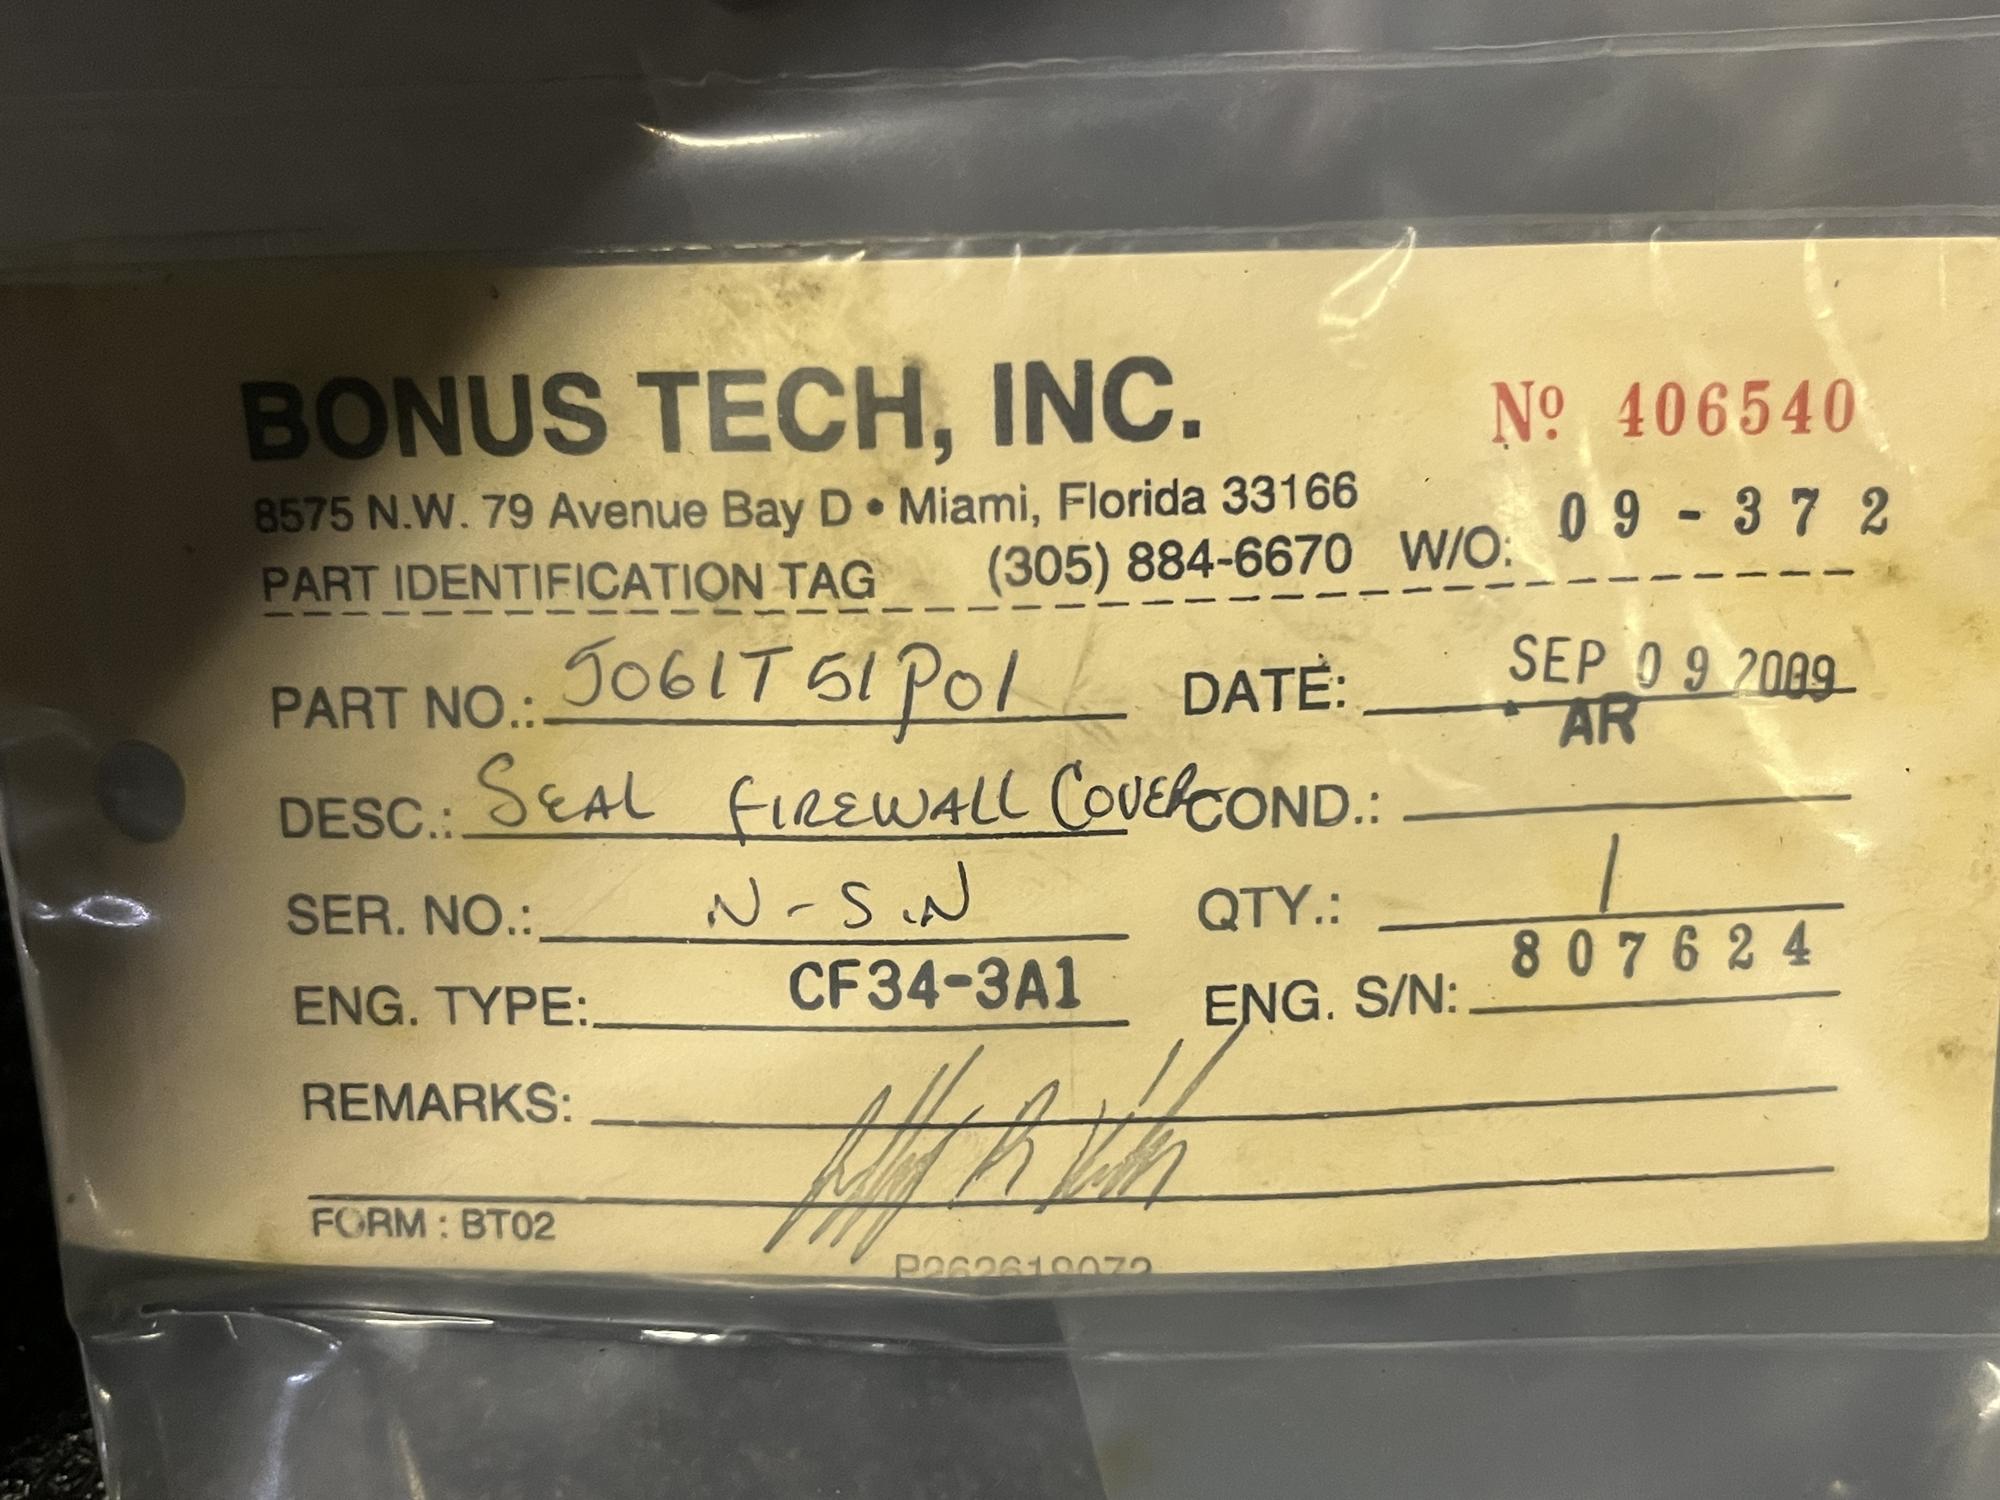 BONUS TECH, INC.
Nº 406540
8575 N.W. 79 Avenue Bay D • Miami, Florida 33166
PART IDENTIFICATION TAG (305) 884-6670 W/O: 09-372
PART NO.: 5061T51P01 DATE: SEP 09 2009
AR
DESC.: SEAL FIREWALL COVER COND.:
SER. NO.: N-S.N QTY.: 1
ENG. TYPE: CF34-3A1 ENG. S/N: 807624
REMARKS:
FORM : BT02